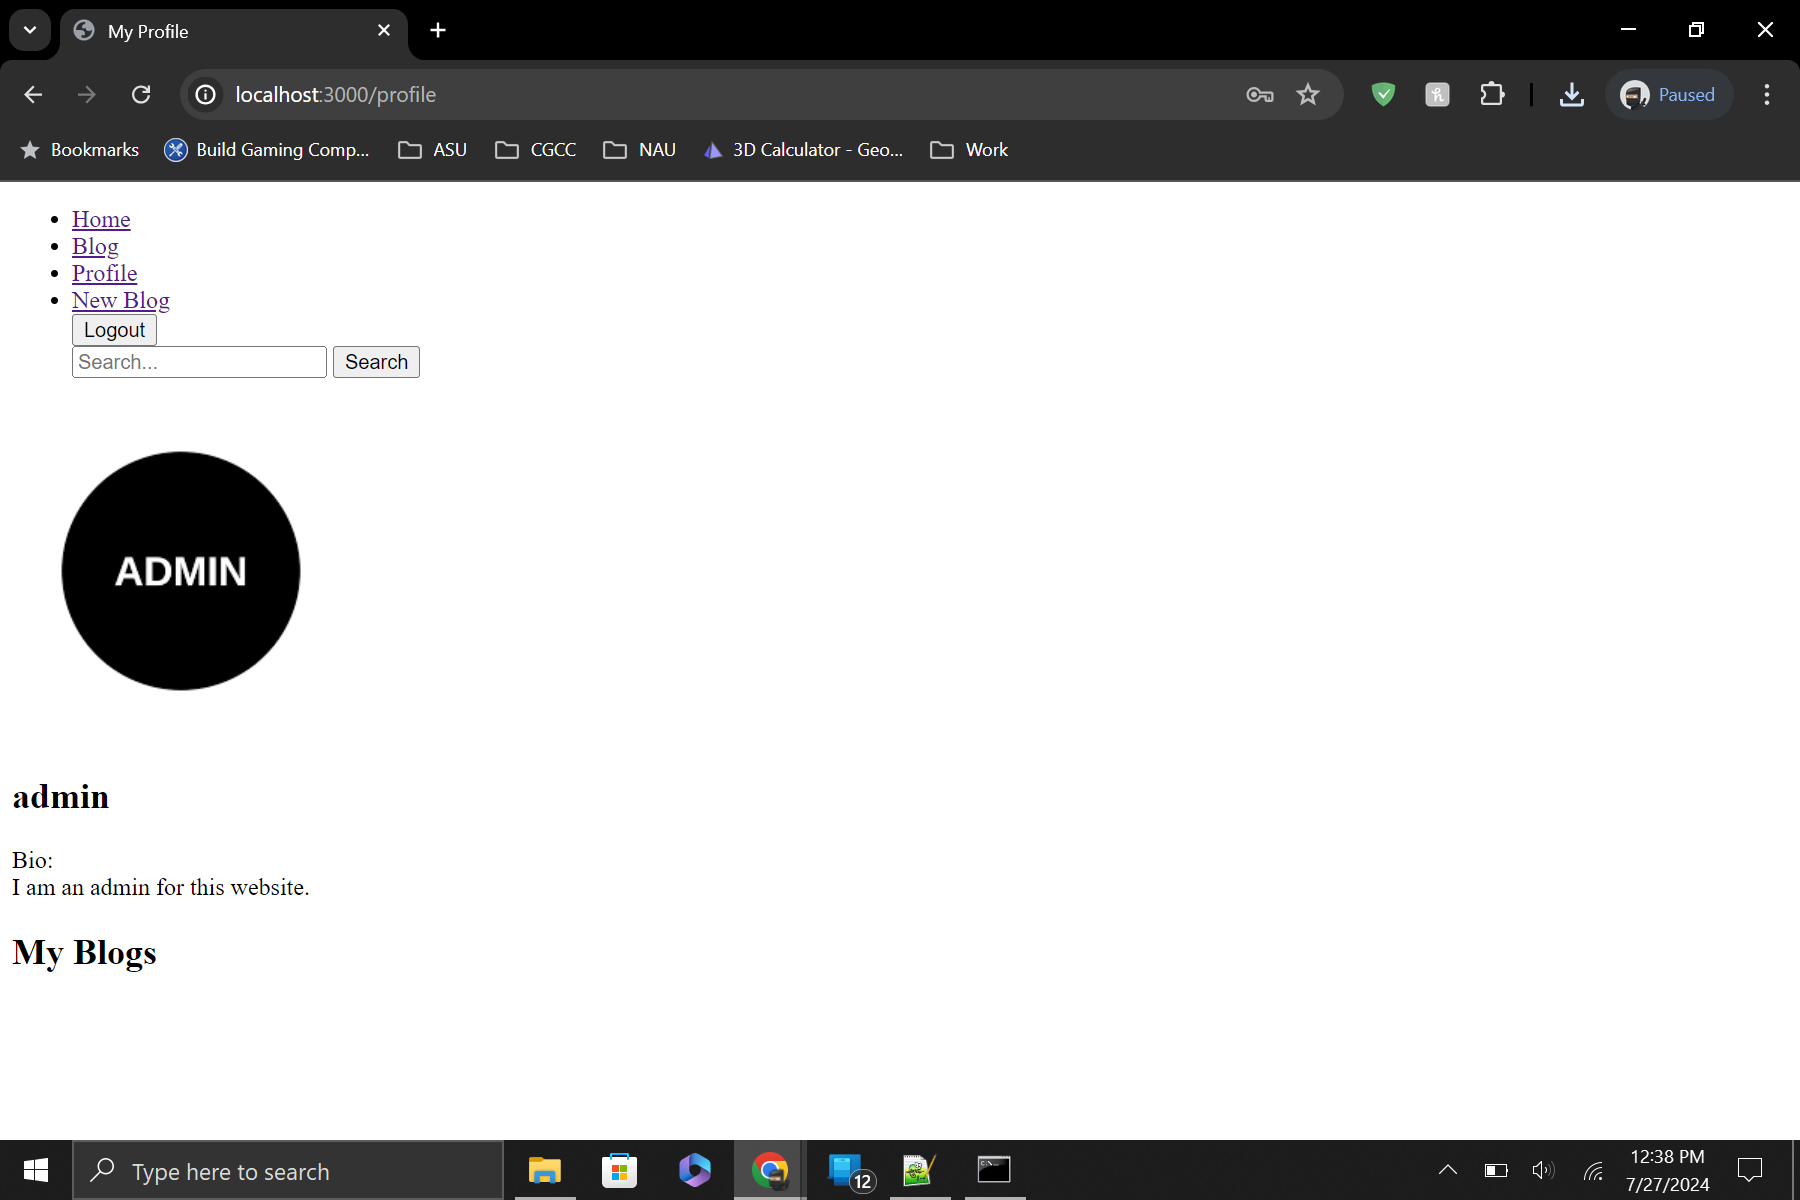 My Profile
localhost:3000/profile
Paused
Bookmarks
Build Gaming Comp...
ASU
CGCC
NAU
3D Calculator - Geo...
Work
Home
Blog
Profile
New Blog
Logout
Search...
Search
ADMIN
admin
Bio:
I am an admin for this website.
My Blogs
Type here to search
12
12:38 PM
7/27/2024